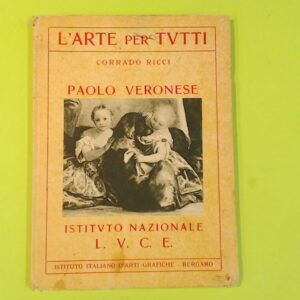 L'ARTE PER TVTTI
CORRADO RICCI
PAOLO VERONESE
ISTITVTO NAZIONALE
L. V. C. E.
ISTITUTO ITALIANO D'ARTI GRAFICHE - BERGAMO